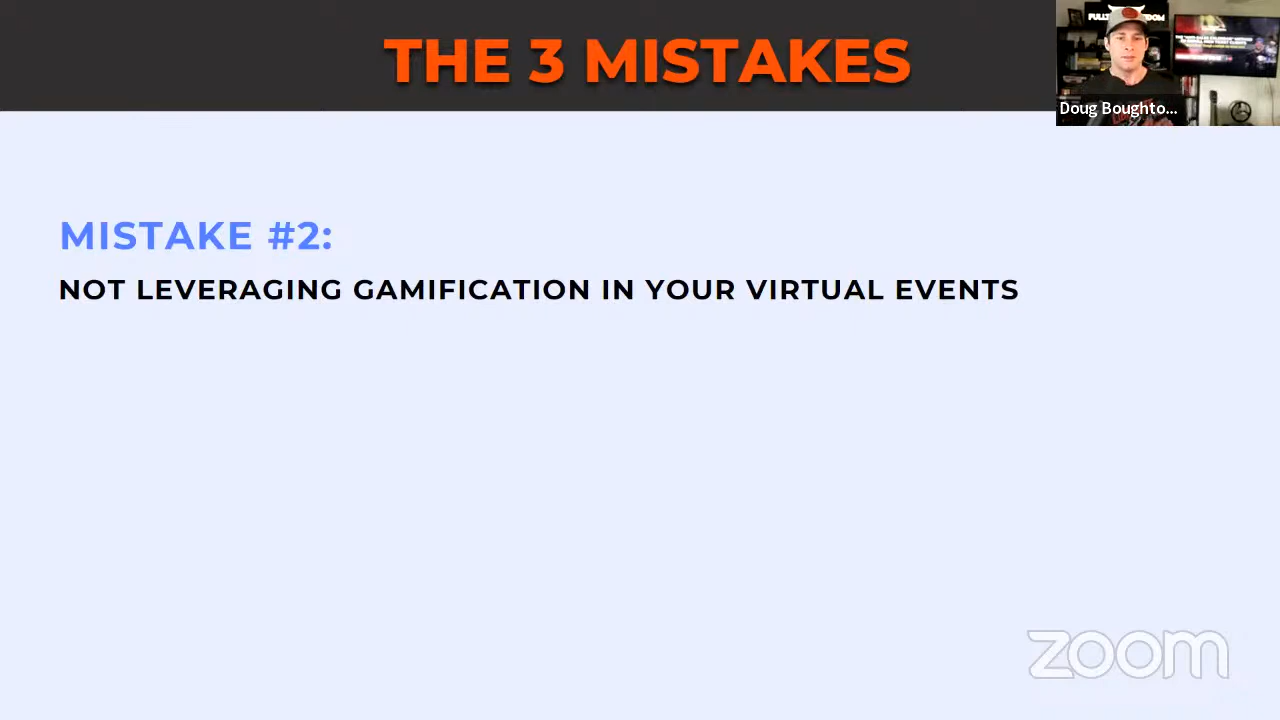 THE 3 MISTAKES
Doug Boughto...
MISTAKE #2:
NOT LEVERAGING GAMIFICATION IN YOUR VIRTUAL EVENTS
zoom